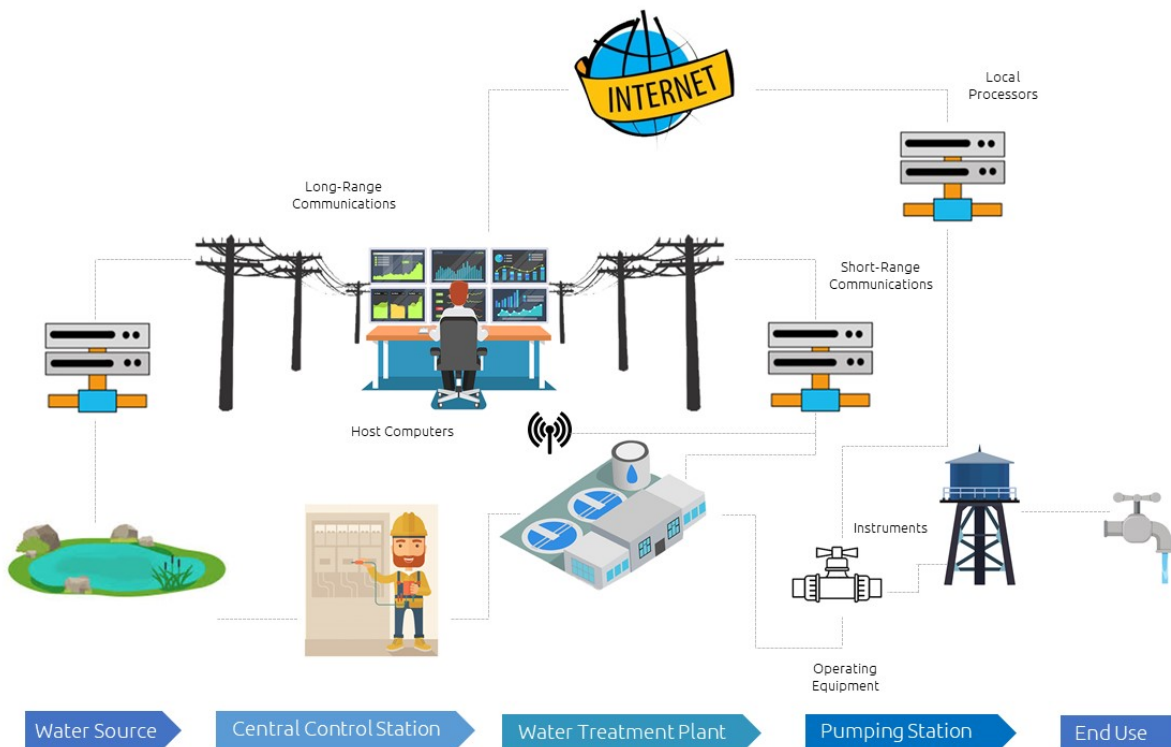 INTERNET
Local
Processors
Long-Range
Communications
Short-Range
Communications
Host Computers
Instruments
Operating
Equipment
Water Source
Central Control Station
Water Treatment Plant
Pumping Station
End Use